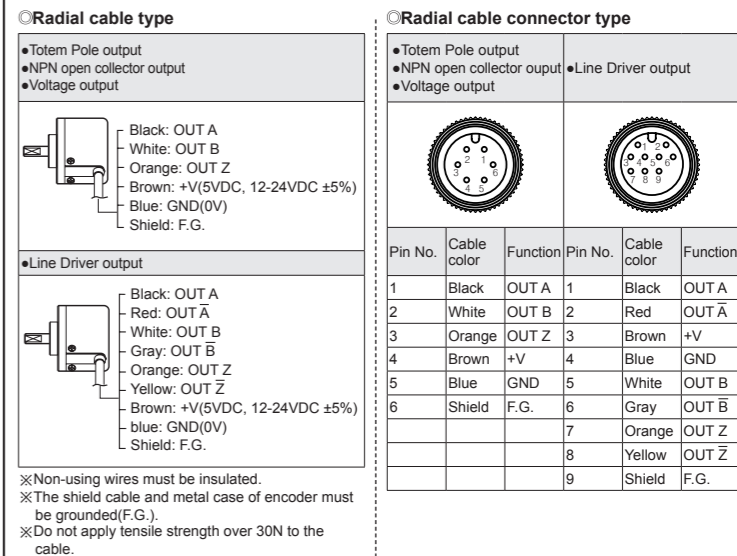 ◎Radial cable type
●Totem Pole output
●NPN open collector output
●Voltage output
Black: OUT A
White: OUT B
Orange: OUT Z
Brown: +V(5VDC, 12-24VDC ±5%)
Blue: GND(0V)
Shield: F.G.
●Line Driver output
Black: OUT A
Red: OUT A̅
White: OUT B
Gray: OUT B̅
Orange: OUT Z
Yellow: OUT Z̅
Brown: +V(5VDC, 12-24VDC ±5%)
blue: GND(0V)
Shield: F.G.
※Non-using wires must be insulated.
※The shield cable and metal case of encoder must
be grounded(F.G.).
※Do not apply tensile strength over 30N to the
cable.
◎Radial cable connector type
●Totem Pole output
●NPN open collector ouput
●Voltage output
●Line Driver output
2 1
3 6
4 5
1 2
3 4 5 6
7 8 9
Pin No. Cable color Function Pin No. Cable color Function
1 Black OUT A 1 Black OUT A
2 White OUT B 2 Red OUT A̅
3 Orange OUT Z 3 Brown +V
4 Brown +V 4 Blue GND
5 Blue GND 5 White OUT B
6 Shield F.G. 6 Gray OUT B̅
7 Orange OUT Z
8 Yellow OUT Z̅
9 Shield F.G.